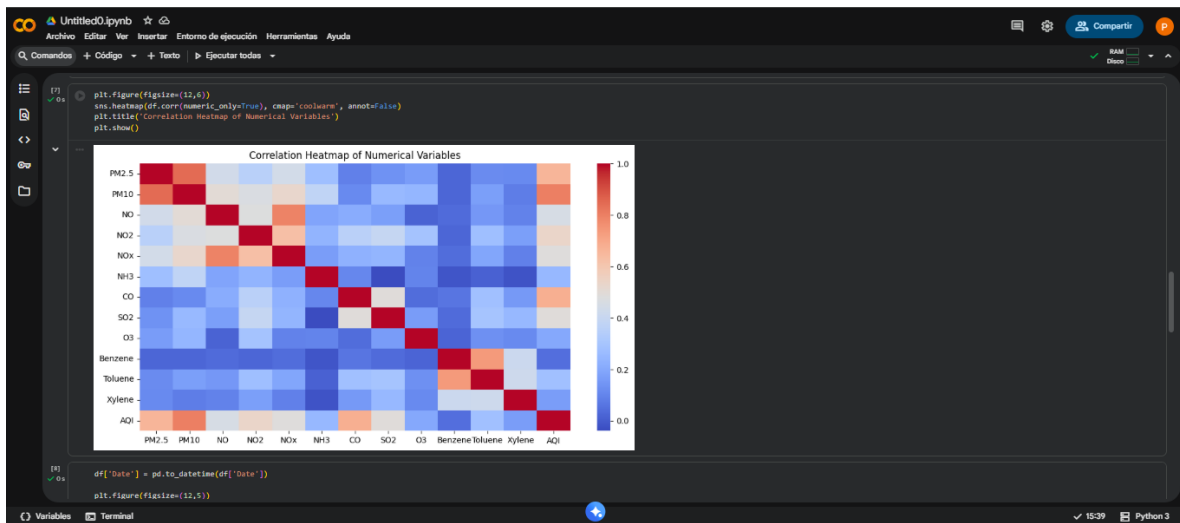 CO Untitled0.ipynb
Archivo Editar Ver Insertar Entorno de ejecución Herramientas Ayuda
Compartir P
Comandos + Código + Texto Ejecutar todas
RAM
Disco
[7]
0 s
plt.figure(figsize=(12,6))
sns.heatmap(df.corr(numeric_only=True), cmap='coolwarm', annot=False)
plt.title('Correlation Heatmap of Numerical Variables')
plt.show()
Correlation Heatmap of Numerical Variables
PM2.5
PM10
NO
NO2
NOx
NH3
CO
SO2
O3
Benzene
Toluene
Xylene
AQI
PM2.5 PM10 NO NO2 NOx NH3 CO SO2 O3 Benzene Toluene Xylene AQI
1.0
0.8
0.6
0.4
0.2
0.0
[8]
0 s
df['Date'] = pd.to_datetime(df['Date'])
plt.figure(figsize=(12,5))
{} Variables Terminal
15:39 Python 3